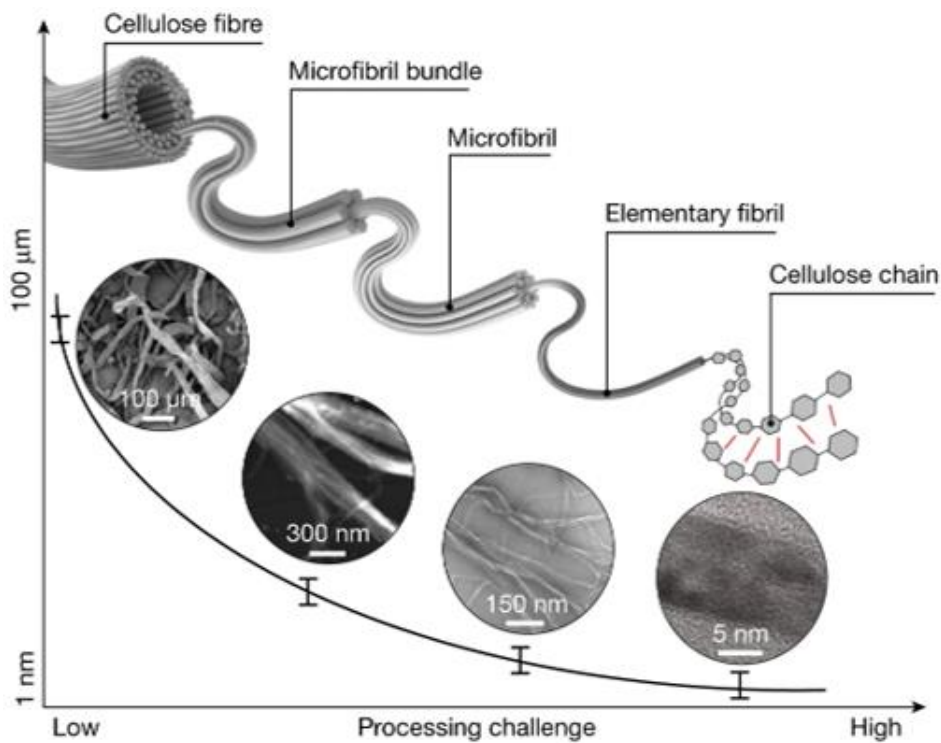 Cellulose fibre
Microfibril bundle
Microfibril
Elementary fibril
Cellulose chain
100 µm
100 µm
300 nm
150 nm
5 nm
1 nm
Low
Processing challenge
High